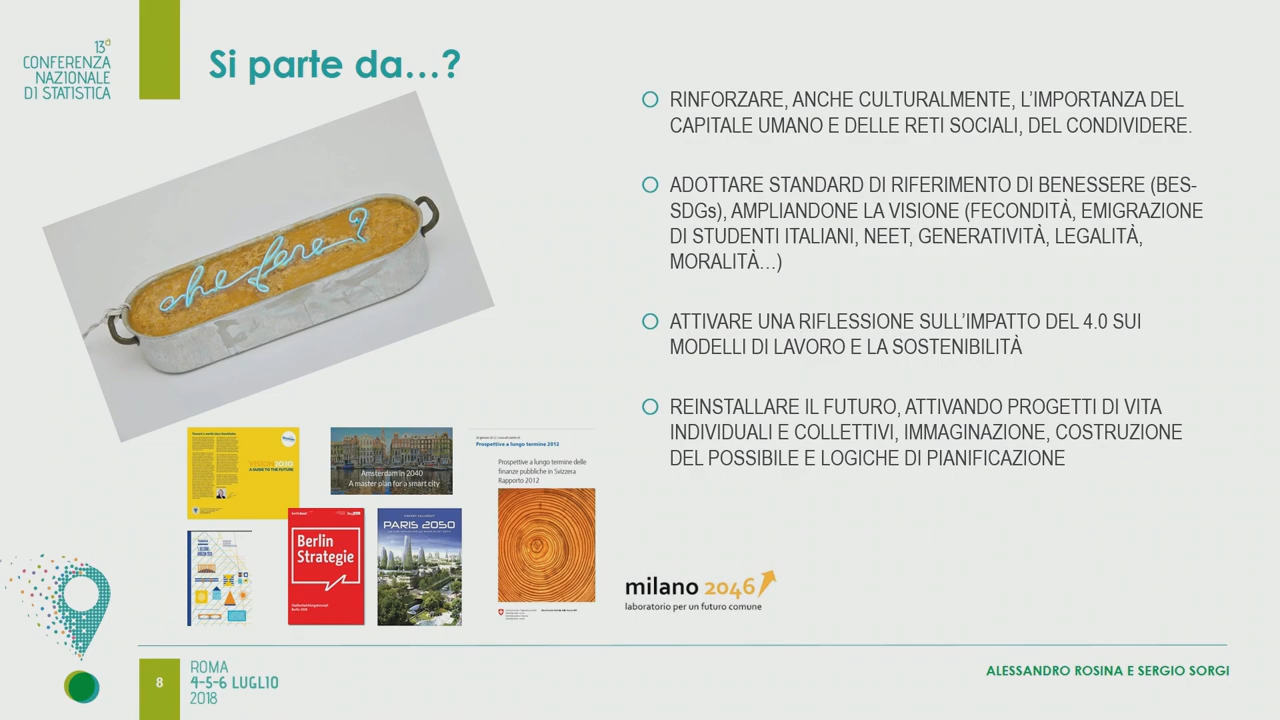 13ª
CONFERENZA
NAZIONALE
DI STATISTICA
Si parte da...?
che fare?
RINFORZARE, ANCHE CULTURALMENTE, L'IMPORTANZA DEL
CAPITALE UMANO E DELLE RETI SOCIALI, DEL CONDIVIDERE.
ADOTTARE STANDARD DI RIFERIMENTO DI BENESSERE (BES-
SDGs), AMPLIANDONE LA VISIONE (FECONDITÀ, EMIGRAZIONE
DI STUDENTI ITALIANI, NEET, GENERATIVITÀ, LEGALITÀ,
MORALITÀ...)
ATTIVARE UNA RIFLESSIONE SULL'IMPATTO DEL 4.0 SUI
MODELLI DI LAVORO E LA SOSTENIBILITÀ
REINSTALLARE IL FUTURO, ATTIVANDO PROGETTI DI VITA
INDIVIDUALI E COLLETTIVI, IMMAGINAZIONE, COSTRUZIONE
DEL POSSIBILE E LOGICHE DI PIANIFICAZIONE
A GUIDE TO THE FUTURE
Amsterdam in 2040
A master plan for a smart city
Prospettive a lungo termine 2012
Prospettive a lungo termine delle
finanze pubbliche in Svizzera
Rapporto 2012
Berlin
Strategie
PARIS 2050
milano 2046
laboratorio per un futuro comune
8
ROMA
4-5-6 LUGLIO
2018
ALESSANDRO ROSINA E SERGIO SORGI